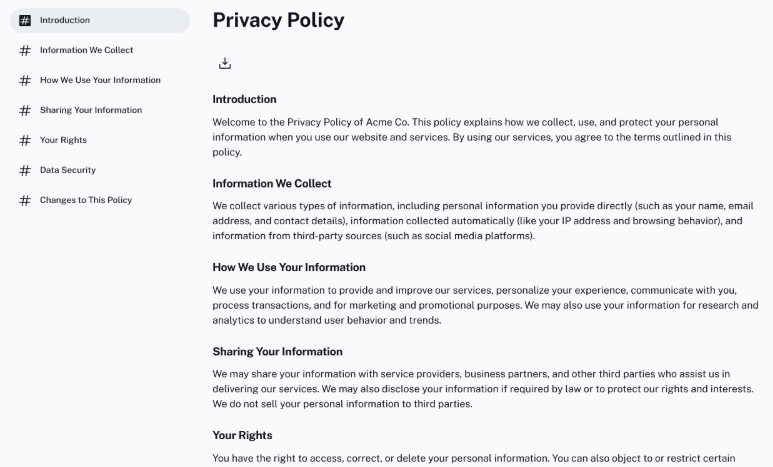 Introduction
Information We Collect
How We Use Your Information
Sharing Your Information
Your Rights
Data Security
Changes to This Policy
Privacy Policy
Introduction
Welcome to the Privacy Policy of Acme Co. This policy explains how we collect, use, and protect your personal
information when you use our website and services. By using our services, you agree to the terms outlined in this
policy.
Information We Collect
We collect various types of information, including personal information you provide directly (such as your name, email
address, and contact details), information collected automatically (like your IP address and browsing behavior), and
information from third-party sources (such as social media platforms).
How We Use Your Information
We use your information to provide and improve our services, personalize your experience, communicate with you,
process transactions, and for marketing and promotional purposes. We may also use your information for research and
analytics to understand user behavior and trends.
Sharing Your Information
We may share your information with service providers, business partners, and other third parties who assist us in
delivering our services. We may also disclose your information if required by law or to protect our rights and interests.
We do not sell your personal information to third parties.
Your Rights
You have the right to access, correct, or delete your personal information. You can also object to or restrict certain